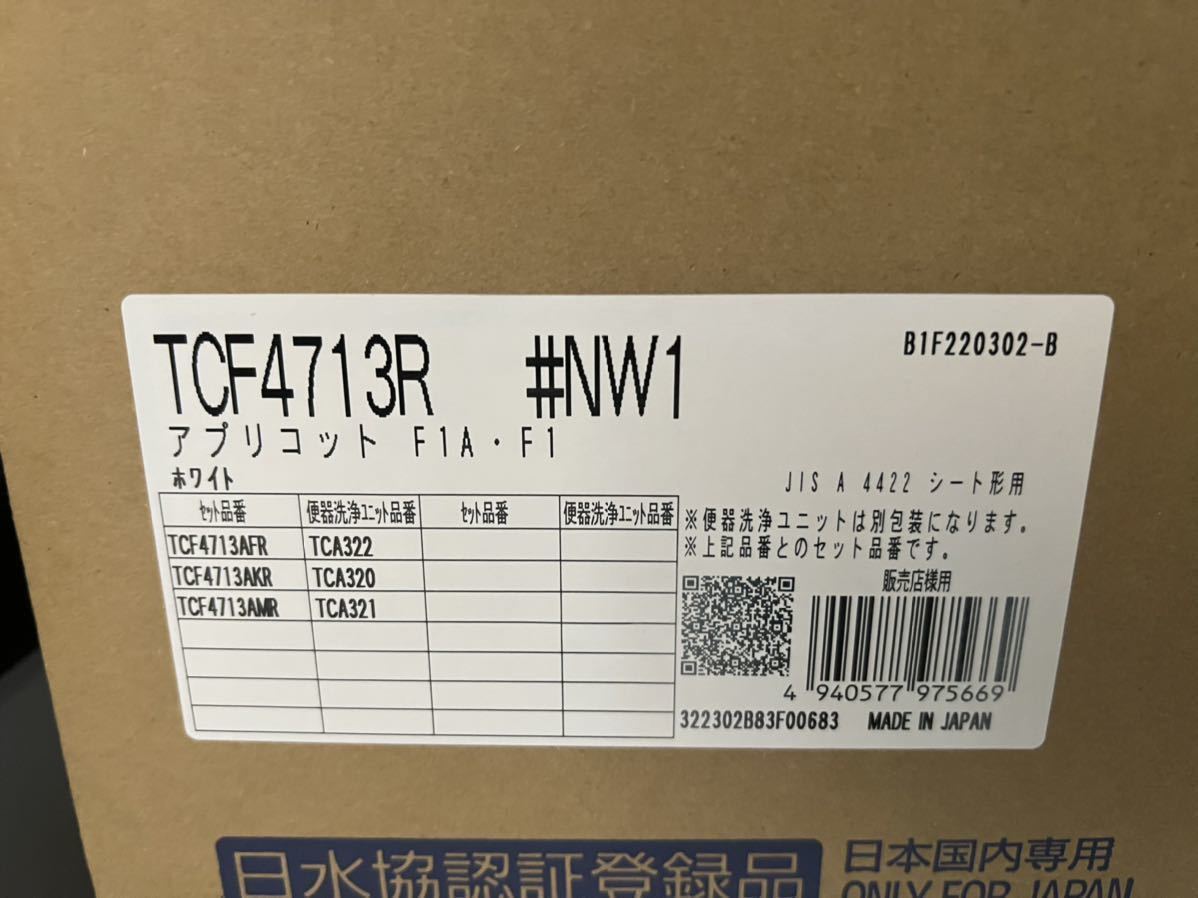 TCF4713R #NW1
B1F220302-B
アプリコット F1A・F1
ホワイト
JIS A 4422 シート形用
セット品番 便器洗浄ユニット品番 セット品番 便器洗浄ユニット品番
TCF4713AFR TCA322
TCF4713AKR TCA320
TCF4713AMR TCA321
※便器洗浄ユニットは別包装になります。
※上記品番とのセット品番です。
販売店様用
4 940577 975669
322302B83F00683 MADE IN JAPAN
日水協認証登録品
日本国内専用
ONLY FOR JAPAN